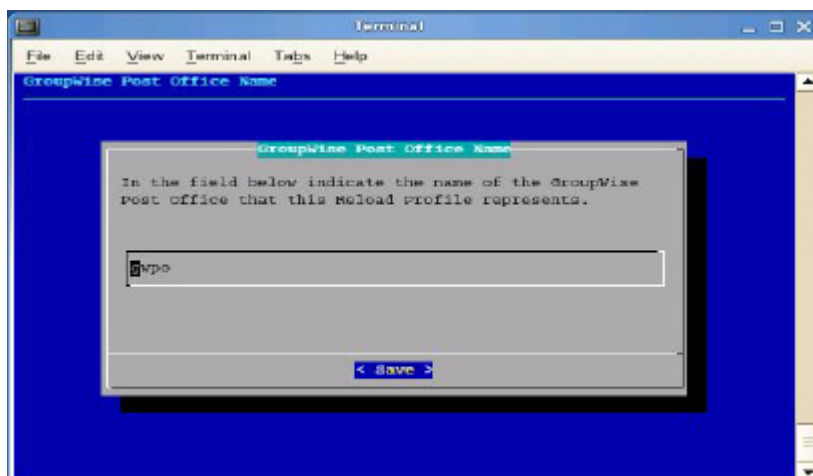 Terminal
File Edit View Terminal Tabs Help
GroupWise Post Office Name
GroupWise Post Office Name
In the field below indicate the name of the GroupWise
Post Office that this Reload Profile represents.
gwpo
< Save >